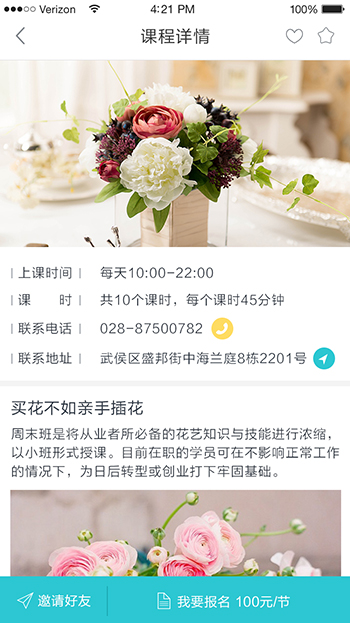 Verizon 4:21 PM 100%
课程详情
上课时间 每天10:00-22:00
课 时 共10个课时，每个课时45分钟
联系电话 028-87500782
联系地址 武侯区盛邦街中海兰庭8栋2201号
买花不如亲手插花
周末班是将从业者所必备的花艺知识与技能进行浓缩，
以小班形式授课。目前在职的学员可在不影响正常工作
的情况下，为日后转型或创业打下牢固基础。
邀请好友 我要报名 100元/节